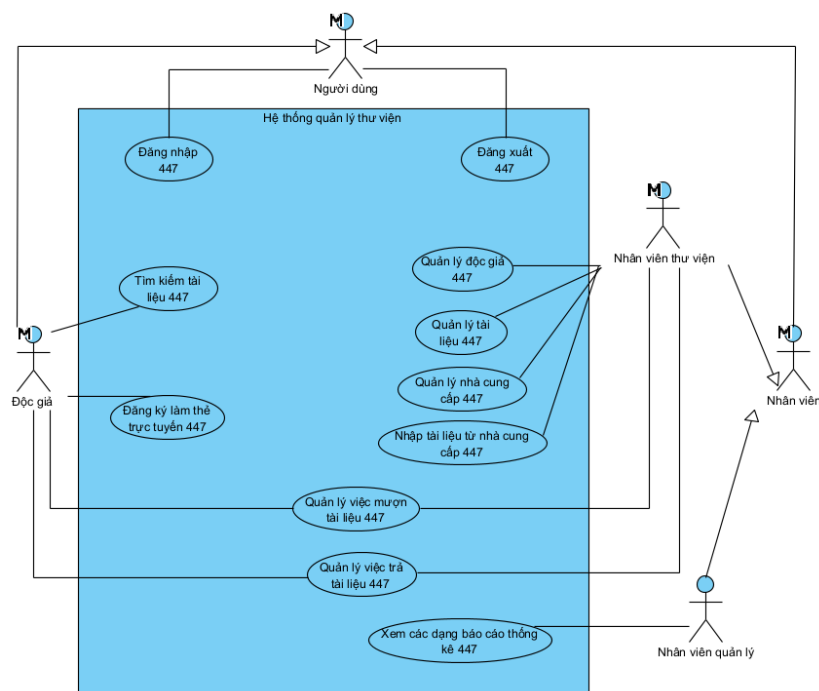 M
Người dùng
Hệ thống quản lý thư viện
Đăng nhập
447
Đăng xuất
447
M
Nhân viên thư viện
Quản lý độc giả
447
Tìm kiếm tài
liệu 447
Quản lý tài
liệu 447
M
Độc giả
M
Nhân viên
Quản lý nhà cung
cấp 447
Đăng ký làm thẻ
trực tuyến 447
Nhập tài liệu từ nhà cung
cấp 447
Quản lý việc mượn
tài liệu 447
Quản lý việc trả
tài liệu 447
Xem các dạng báo cáo thống
kê 447
Nhân viên quản lý